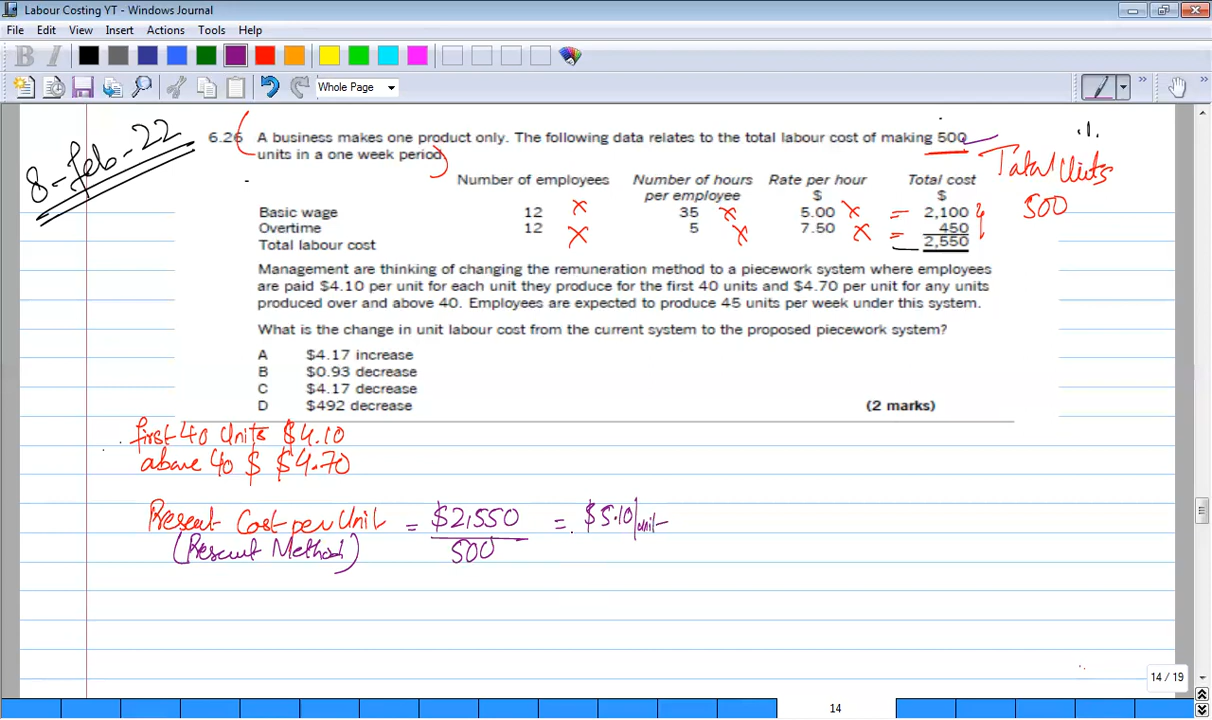 Labour Costing YT - Windows Journal
File Edit View Insert Actions Tools Help
B I
Whole Page
8-Feb-22
6.26 A business makes one product only. The following data relates to the total labour cost of making 500
units in a one week period
Total Units
500
Number of employees Number of hours per employee Rate per hour $ Total cost $
Basic wage 12 x 35 x 5.00 x = 2,100
Overtime 12 x 5 x 7.50 x = 450
Total labour cost 2,550
Management are thinking of changing the remuneration method to a piecework system where employees
are paid $4.10 per unit for each unit they produce for the first 40 units and $4.70 per unit for any units
produced over and above 40. Employees are expected to produce 45 units per week under this system.
What is the change in unit labour cost from the current system to the proposed piecework system?
A $4.17 increase
B $0.93 decrease
C $4.17 decrease
D $492 decrease (2 marks)
first 40 Units $4.10
above 40 $ $4.70
Present Cost per Unit = $2,550 = $5.10/unit
(Present Method) 500
14 / 19
14